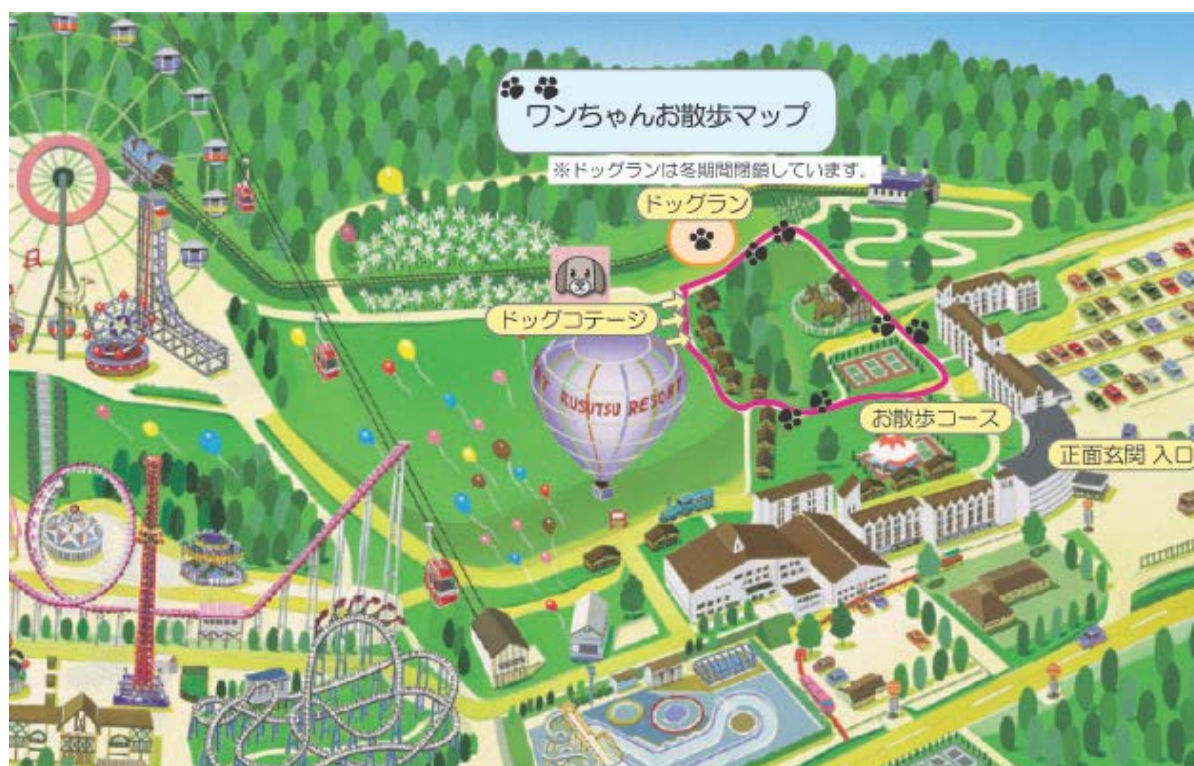 ワンちゃんお散歩マップ
※ドッグランは冬期間閉鎖しています。
ドッグラン
ドッグコテージ
RUSUTSU RESORT
お散歩コース
正面玄関 入口